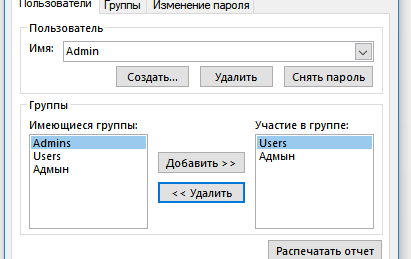 Пользователи Группы Изменение пароля
Пользователь
Имя: Admin
Создать... Удалить Снять пароль
Группы
Имеющиеся группы: Участие в группе:
Admins Users
Users Адмын
Адмын
Добавить >>
<< Удалить
Распечатать отчет